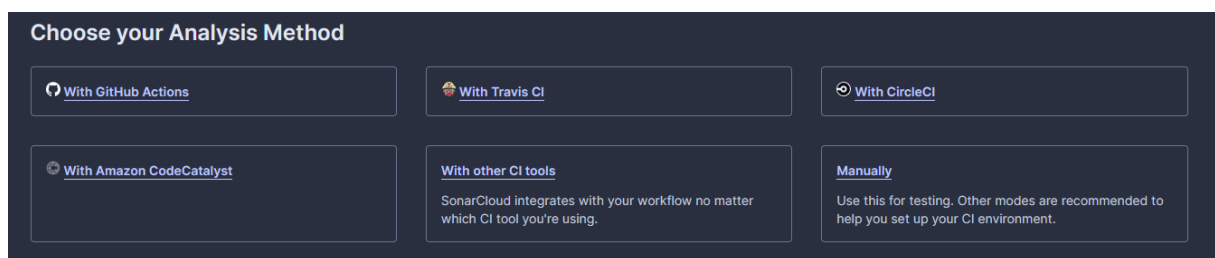 Choose your Analysis Method
With GitHub Actions
With Travis CI
With CircleCI
With Amazon CodeCatalyst
With other CI tools
SonarCloud integrates with your workflow no matter
which CI tool you're using.
Manually
Use this for testing. Other modes are recommended to
help you set up your CI environment.